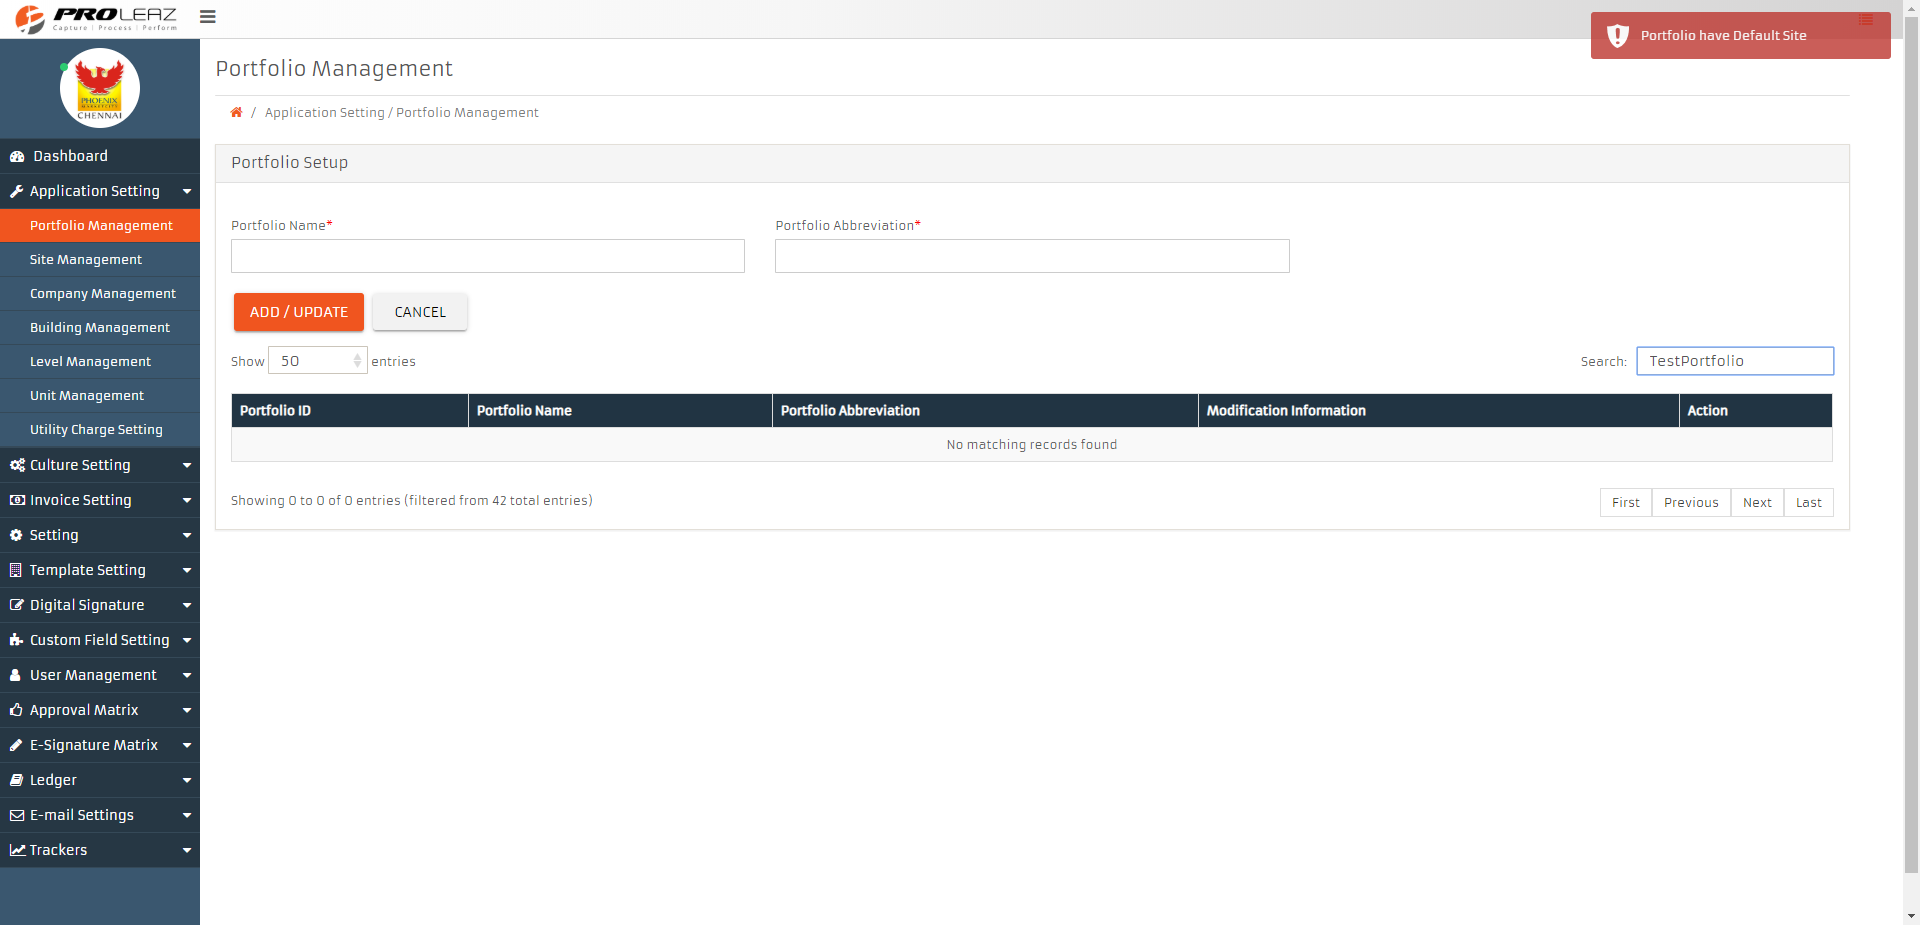 PROLEAZ
Capture | Process | Perform
Portfolio have Default Site
PHOENIX
MARKETCITY
CHENNAI
Portfolio Management
/ Application Setting / Portfolio Management
Dashboard
Application Setting
Portfolio Management
Site Management
Company Management
Building Management
Level Management
Unit Management
Utility Charge Setting
Culture Setting
Invoice Setting
Setting
Template Setting
Digital Signature
Custom Field Setting
User Management
Approval Matrix
E-Signature Matrix
Ledger
E-mail Settings
Trackers
Portfolio Setup
Portfolio Name*
Portfolio Abbreviation*
ADD / UPDATE
CANCEL
Show 50 entries
Search: TestPortfolio
Portfolio ID Portfolio Name Portfolio Abbreviation Modification Information Action
No matching records found
Showing 0 to 0 of 0 entries (filtered from 42 total entries)
First Previous Next Last